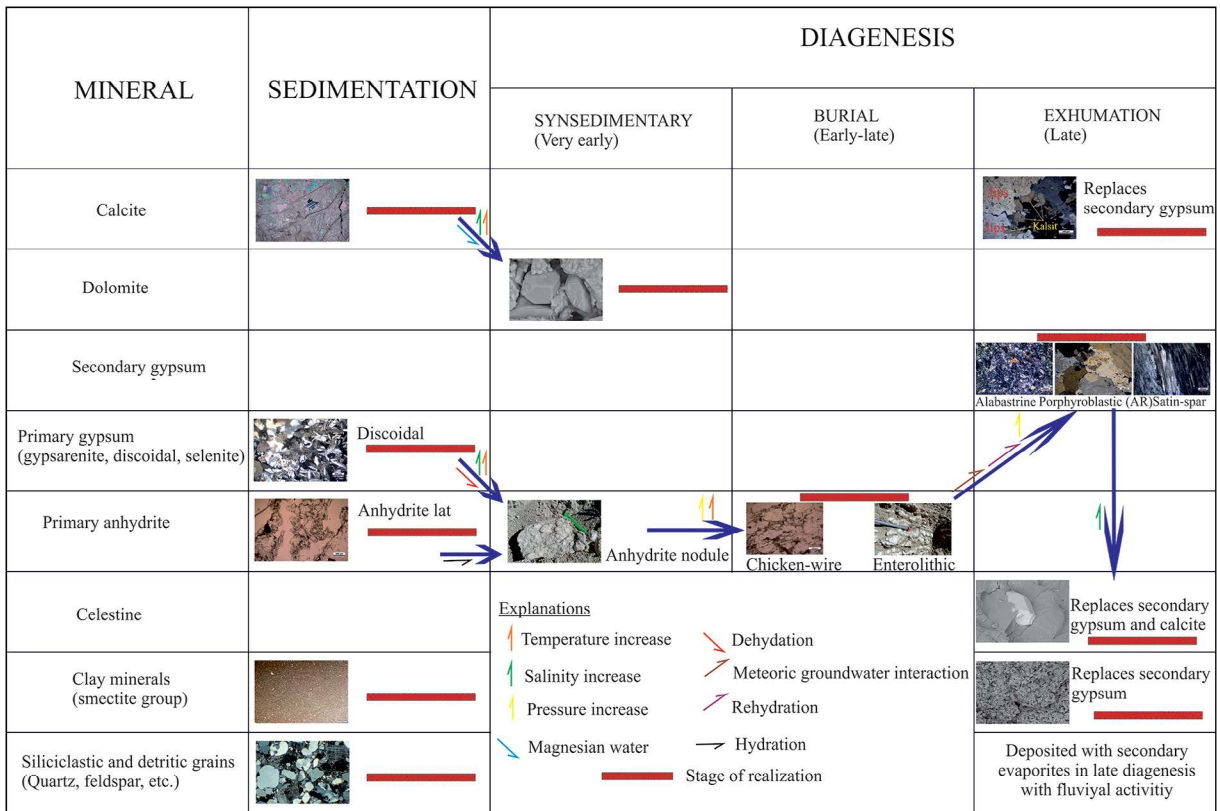 MINERAL
SEDIMENTATION
DIAGENESIS
SYNSEDIMENTARY
(Very early)
BURIAL
(Early-late)
EXHUMATION
(Late)
Calcite
Kalsit
Replaces
secondary gypsum
Dolomite
Secondary gypsum
Alabastrine Porphyroblastic (AR)Satin-spar
Primary gypsum
(gypsarenite, discoidal, selenite)
Discoidal
Primary anhydrite
Anhydrite lat
Anhydrite nodule
Chicken-wire
Enterolithic
Celestine
Replaces secondary
gypsum and calcite
Clay minerals
(smectite group)
Replaces secondary
gypsum
Siliciclastic and detritic grains
(Quartz, feldspar, etc.)
Deposited with secondary
evaporites in late diagenesis
with fluviyal activitiy
Explanations
Temperature increase
Salinity increase
Pressure increase
Magnesian water
Dehydation
Meteoric groundwater interaction
Rehydration
Hydration
Stage of realization